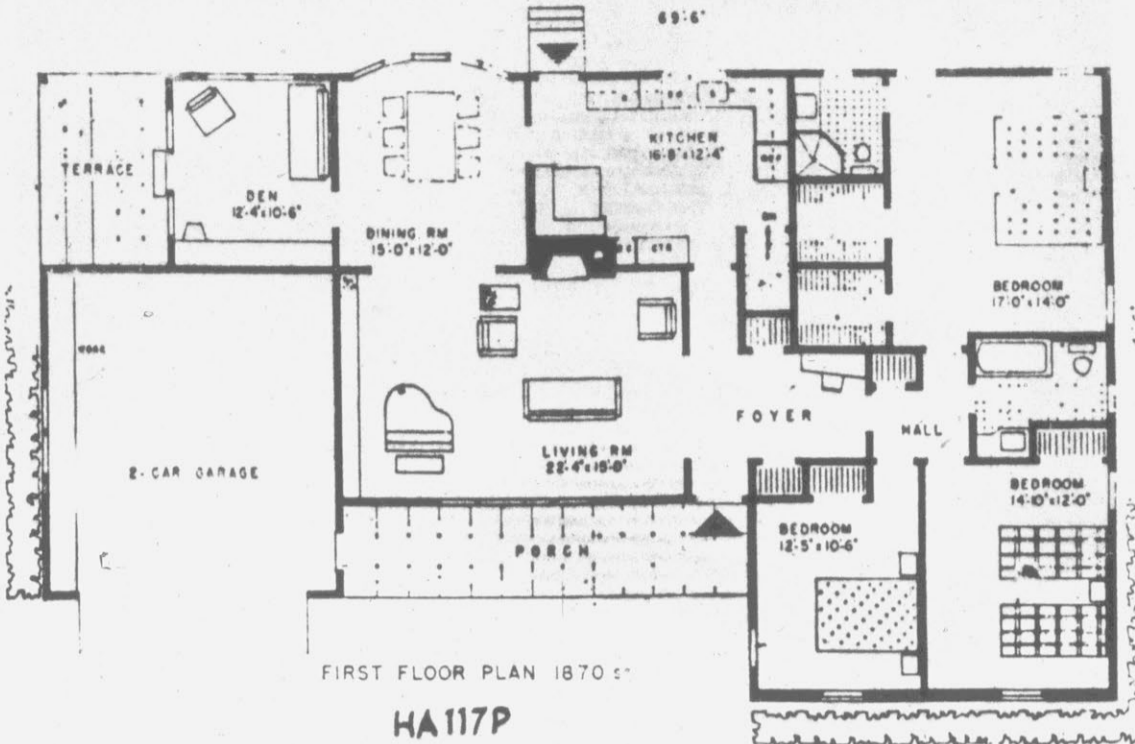 69'-6"
KITCHEN
16'-8"x12'-4"
REF
TERRACE
DEN
12'-4"x10'-6"
DINING RM
15'-0"x12'-0"
DN
BEDROOM
17'-0"x14'-0"
FOYER
HALL
LIVING RM
22'-4"x15'-0"
2-CAR GARAGE
BEDROOM
14'-10"x12'-0"
BEDROOM
12'-5"x10'-6"
PORCH
FIRST FLOOR PLAN 1870
HA117P